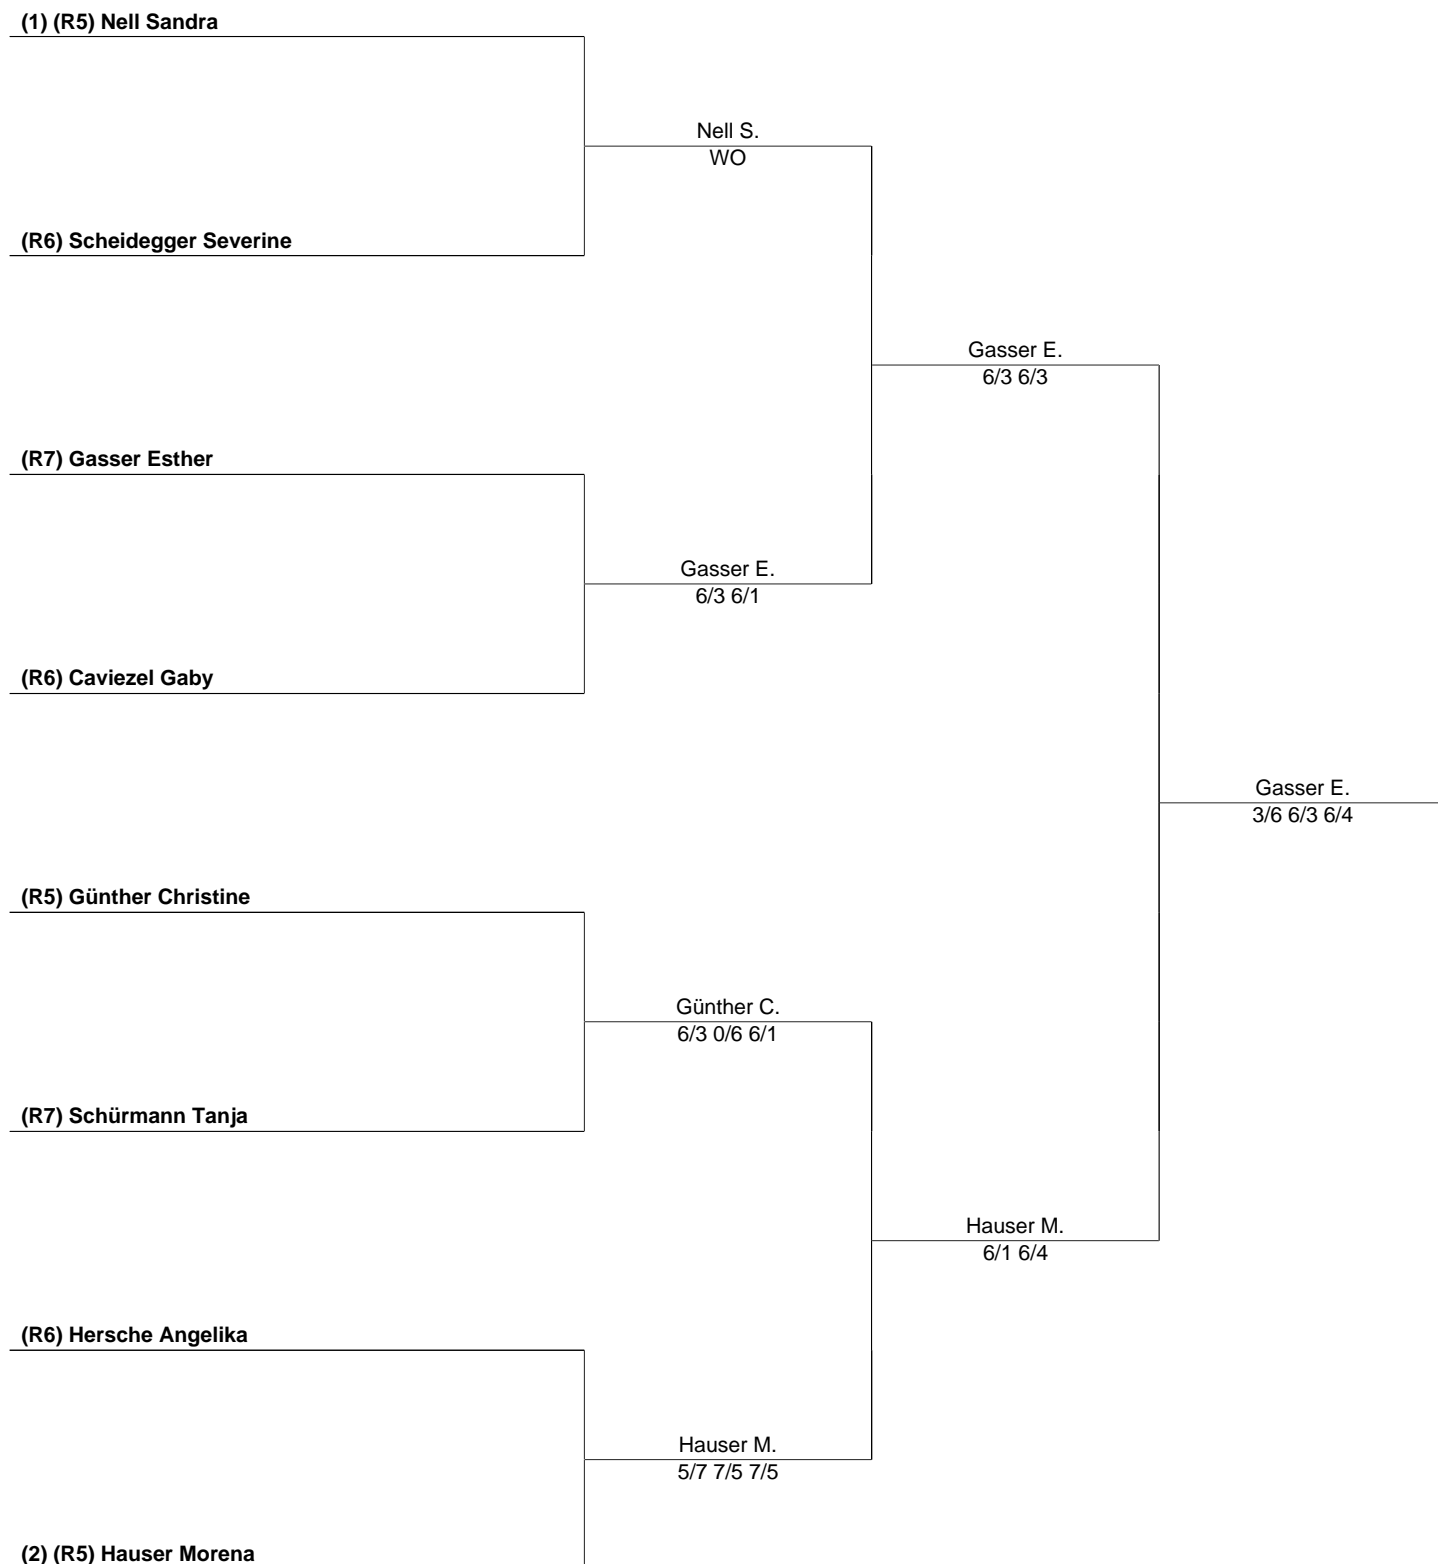 (1) (R5) Nell Sandra
Nell S.
WO
(R6) Scheidegger Severine
Gasser E.
6/3 6/3
(R7) Gasser Esther
Gasser E.
6/3 6/1
(R6) Caviezel Gaby
Gasser E.
3/6 6/3 6/4
(R5) Günther Christine
Günther C.
6/3 0/6 6/1
(R7) Schürmann Tanja
Hauser M.
6/1 6/4
(R6) Hersche Angelika
Hauser M.
5/7 7/5 7/5
(2) (R5) Hauser Morena